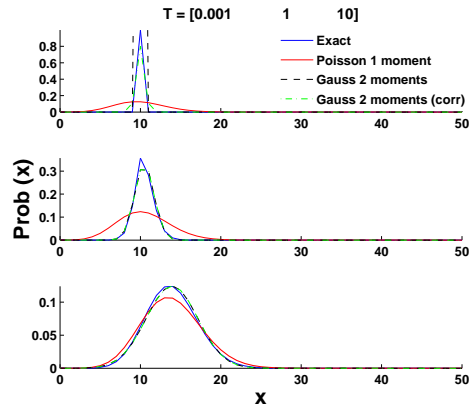 T = [0.001 1 10]
Exact
Poisson 1 moment
Gauss 2 moments
Gauss 2 moments (corr)
0.8
0.6
0.4
0.2
0
0 10 20 30 40 50
Prob (x)
0.3
0.2
0.1
0
0 10 20 30 40 50
0.1
0.05
0
0 10 20 30 40 50
x